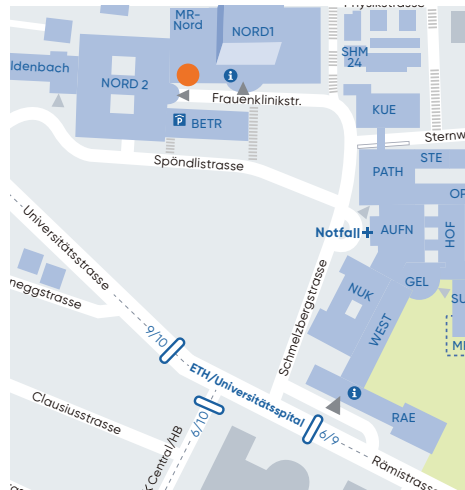 Physikstrasse
MR-
Nord
NORD1
SHM
24
ldenbach
NORD 2
i
Frauenklinikstr.
KUE
P
BETR
Sternw
Spöndlistrasse
PATH
STE
OP
Universitätsstrasse
Notfall
AUFN
HOF
neggstrasse
GEL
NUK
SU
Schmelzbergstrasse
WEST
9/10
ETH/Universitätsspital
i
Clausiusstrasse
6/10
6/9
RAE
K Central/HB
Rämistrasse